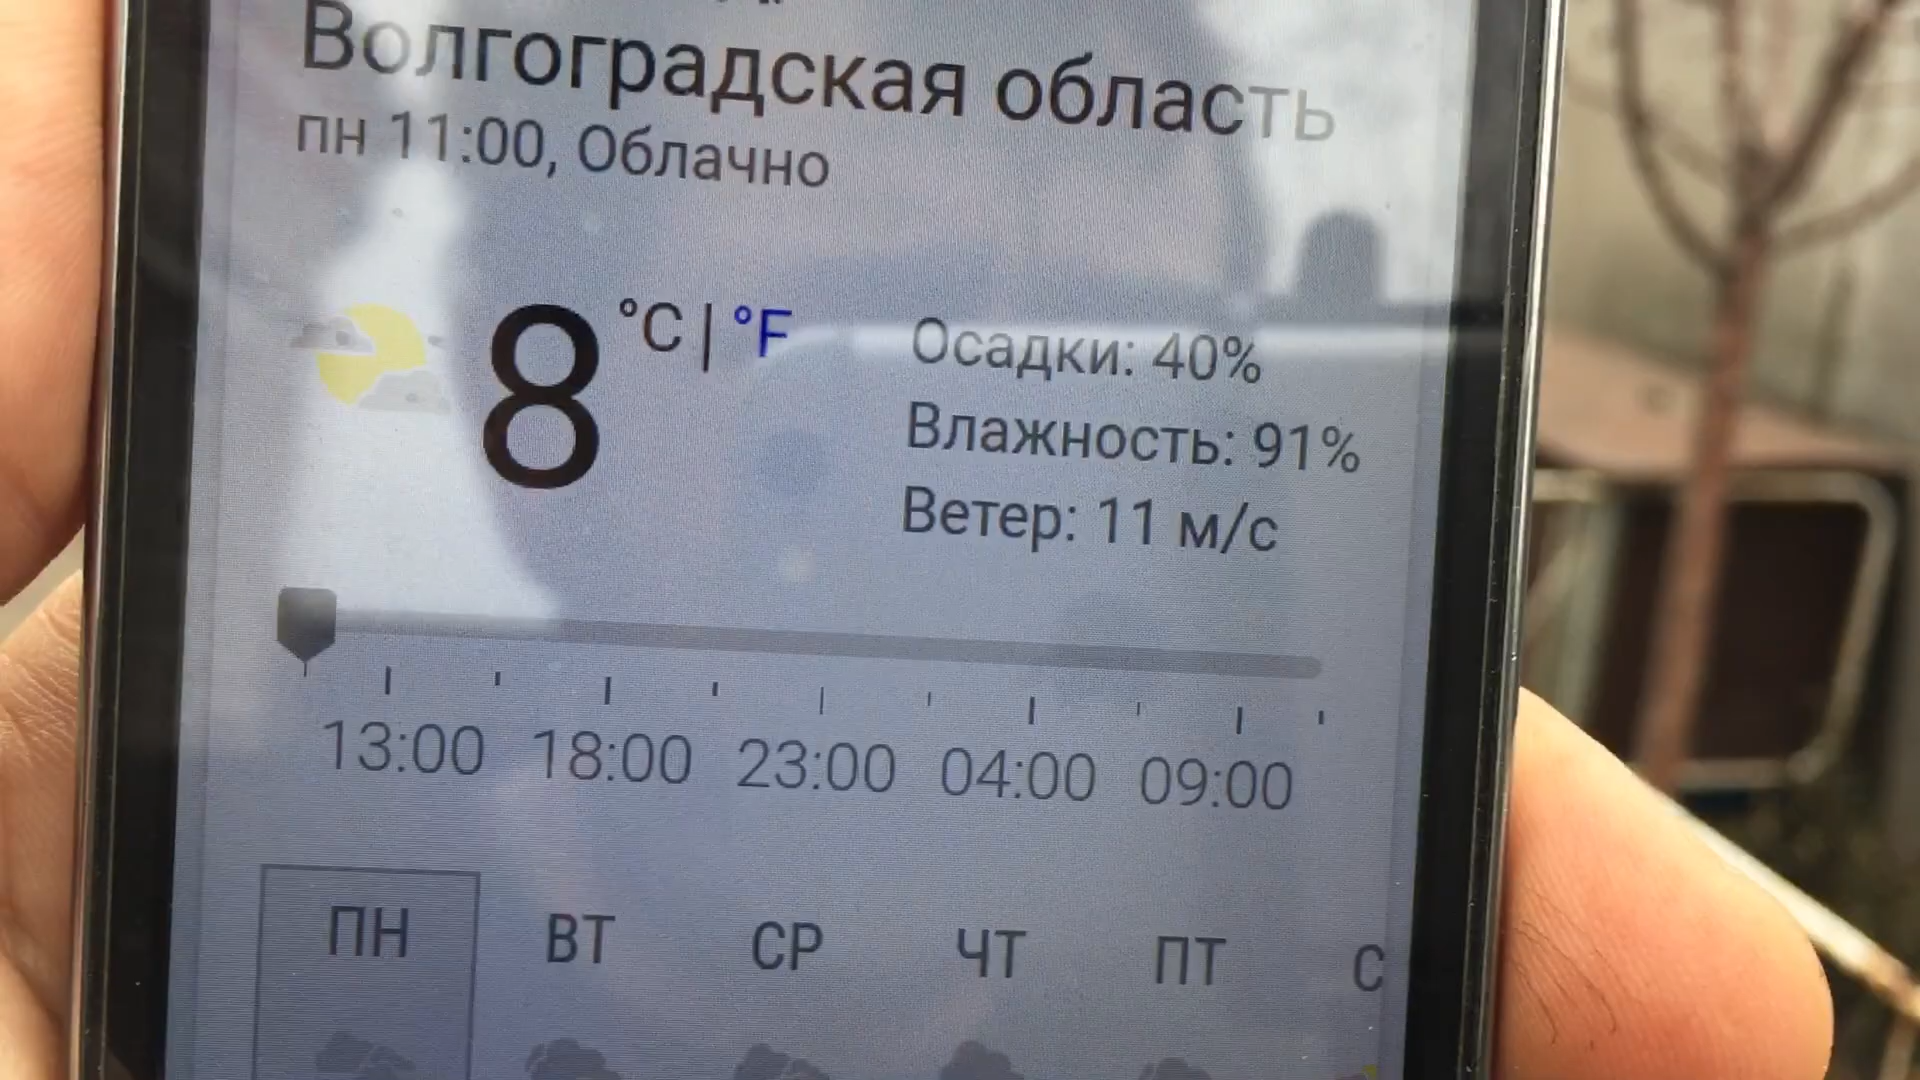 Волгоградская область
пн 11:00, Облачно
8 °C | °F
Осадки: 40%
Влажность: 91%
Ветер: 11 м/с
13:00 18:00 23:00 04:00 09:00
ПН ВТ СР ЧТ ПТ С